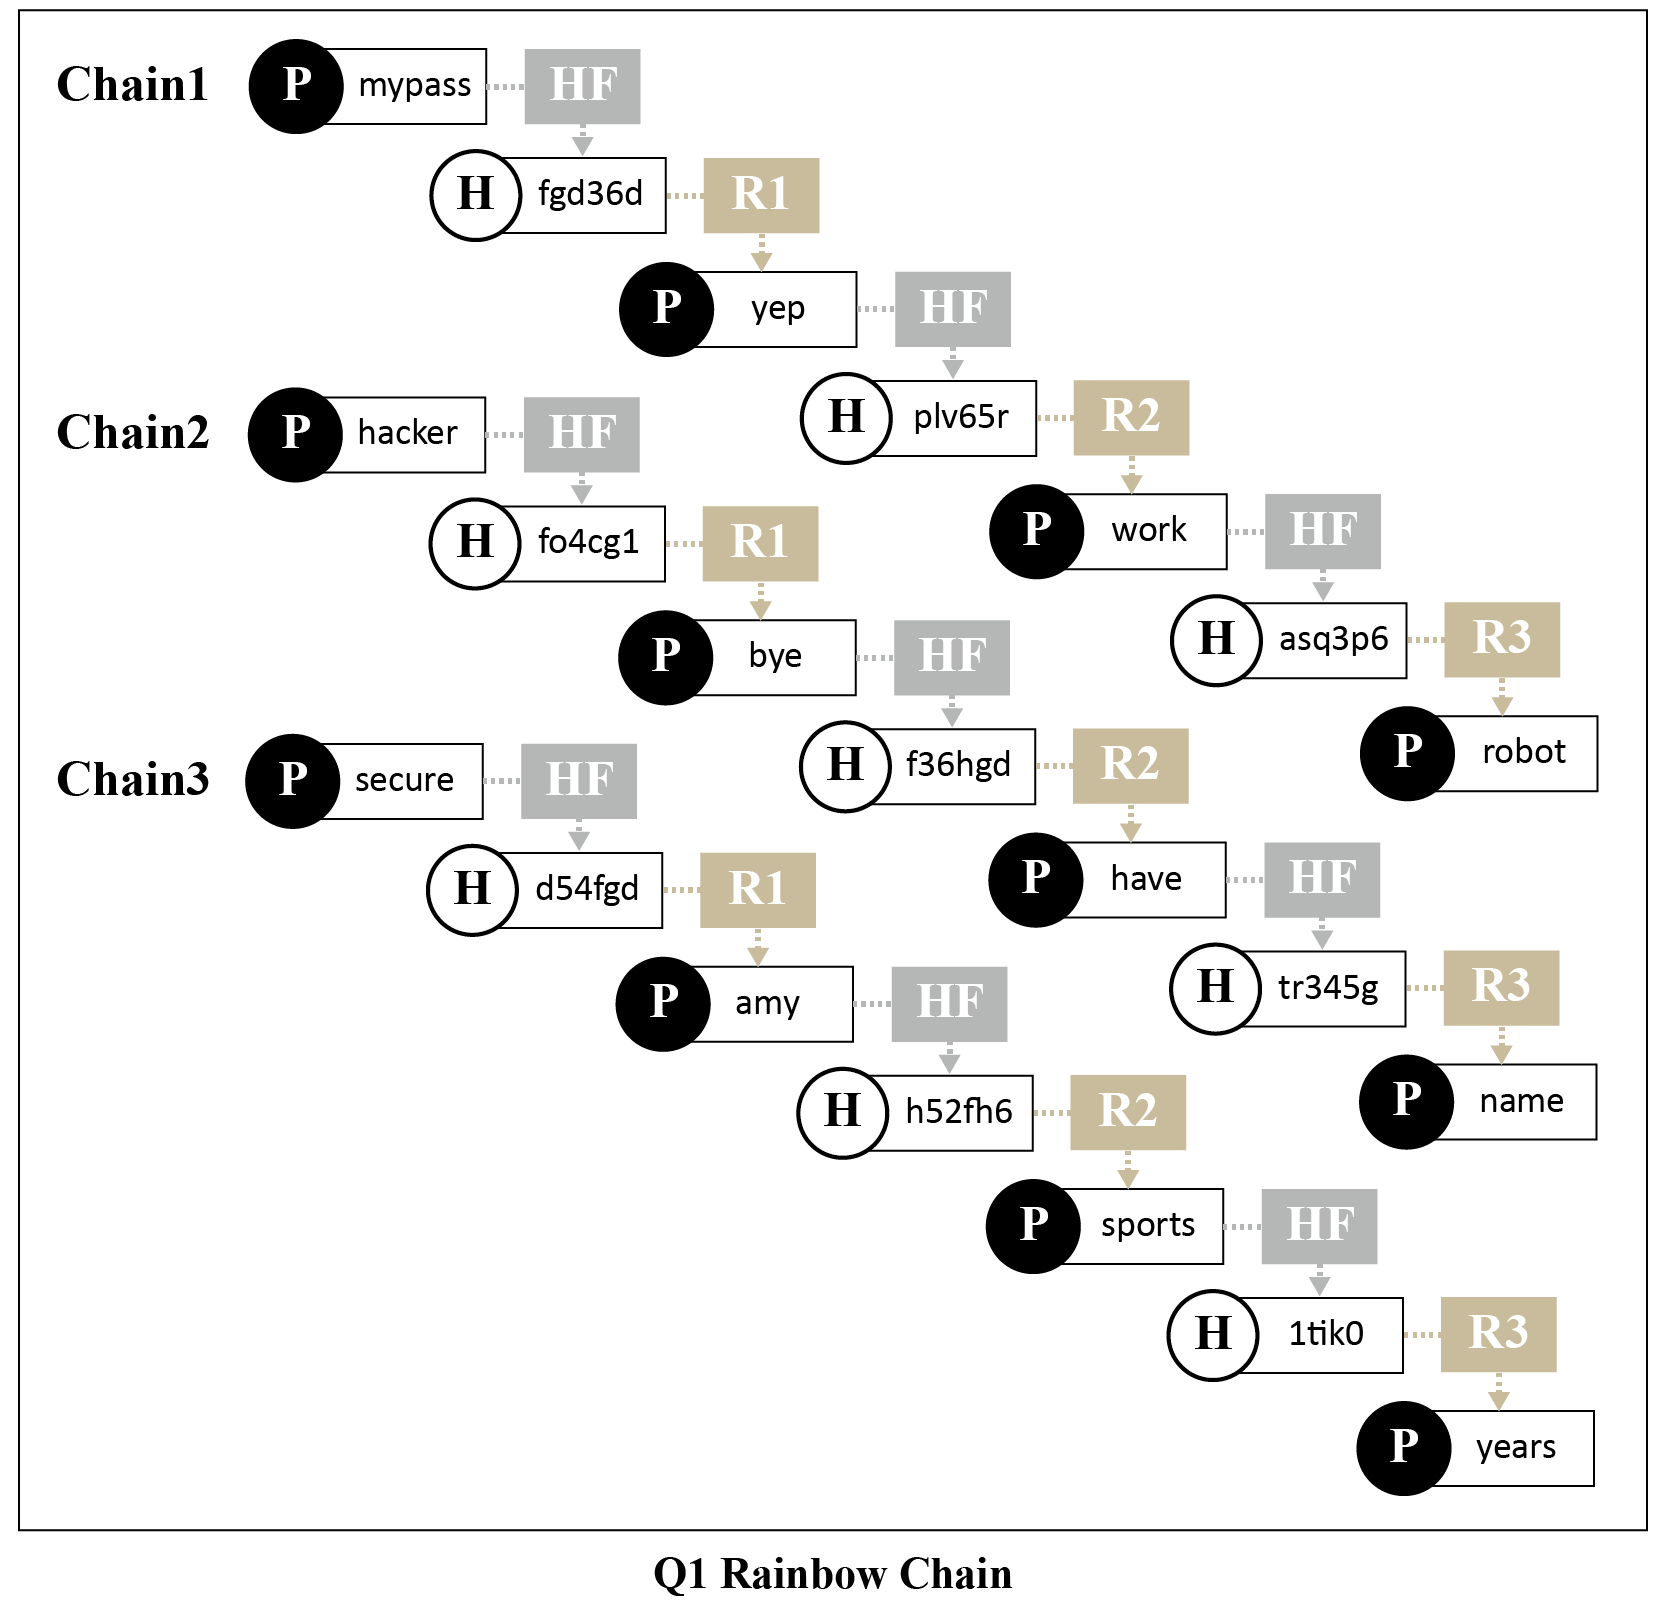 Chain1 P mypass HF
H fgd36d R1
P yep HF
H plv65r R2
Chain2 P hacker HF
P work HF
H fo4cg1 R1
H asq3p6 R3
P bye HF
P robot
H f36hgd R2
Chain3 P secure HF
P have HF
H d54fgd R1
H tr345g R3
P amy HF
P name
H h52fh6 R2
P sports HF
H 1tik0 R3
P years
Q1 Rainbow Chain